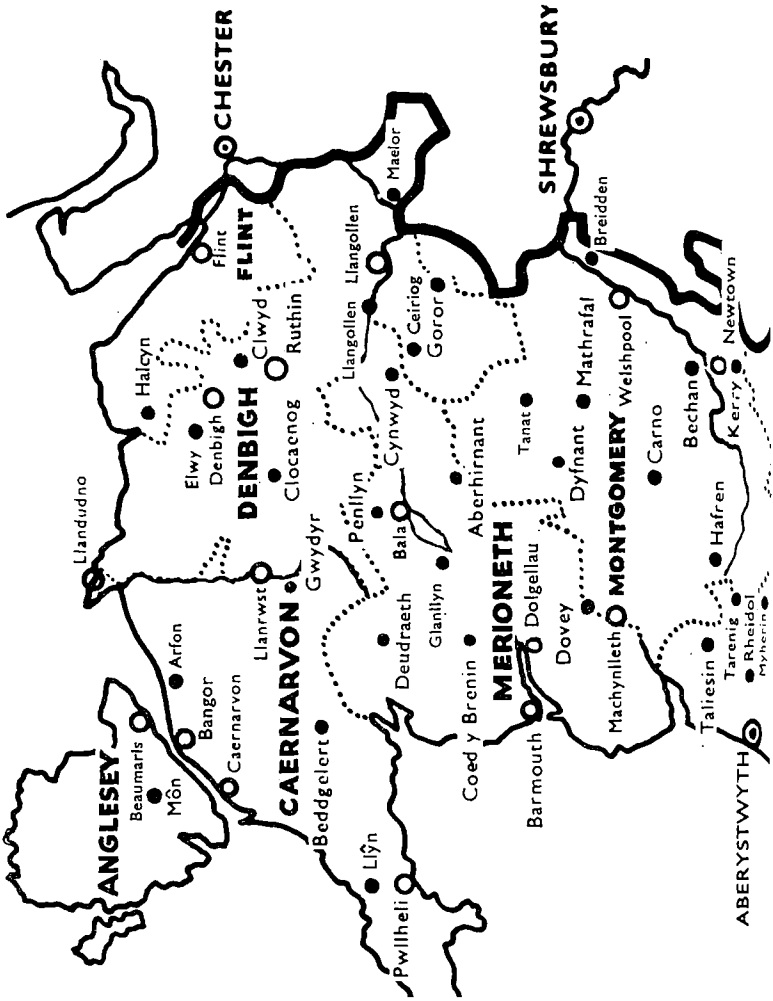 Llandudno
ANGLESEY
Beaumaris
Halcyn
Môn
Arfon
Elwy
Bangor
Denbigh
Flint
CHESTER
Caernarvon
DENBIGH
FLINT
Clwyd
Llanrwst
CAERNARVON
Clocaenog
Ruthin
Gwydyr
Beddgelert
Llangollen
Llangollen
Penllyn
Llŷn
Maelor
Cynwyd
Bala
Pwllheli
Deudraeth
Ceiriog
Glanllyn
Goror
Coed y Brenin
Aberhirnant
MERIONETH
Tanat
Barmouth
Dolgellau
SHREWSBURY
Dovey
Dyfnant
Mathrafal
Breidden
Machynlleth
MONTGOMERY
Welshpool
Carno
Bechan
Taliesin
Hafren
Newtown
Tarenig
Kerry
ABERYSTWYTH
Rheidol
Myherin